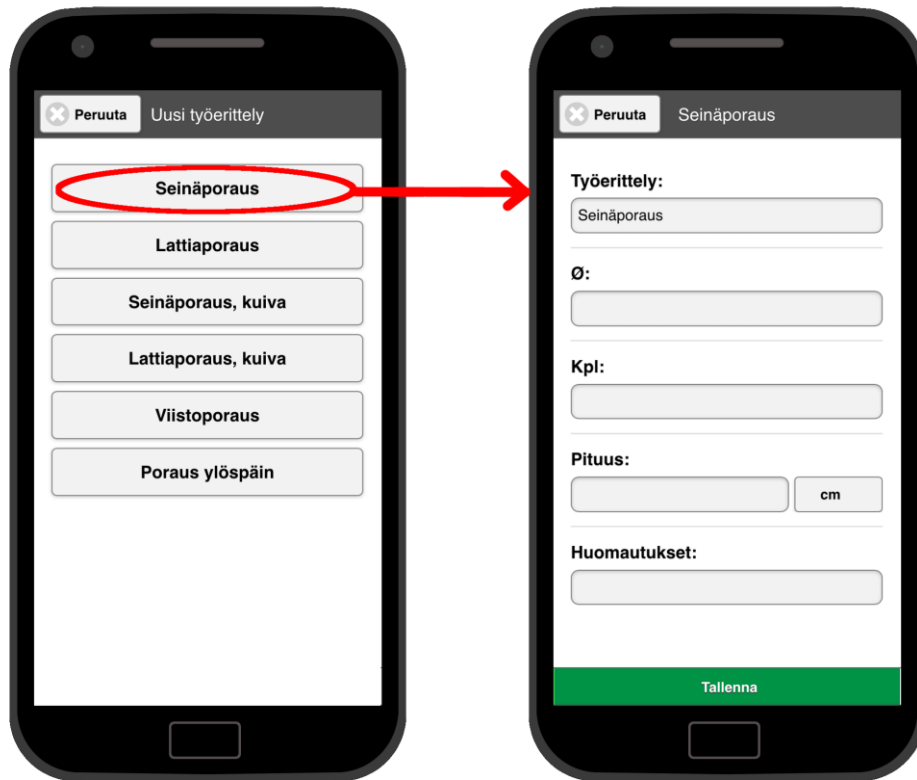 Peruuta
Uusi työerittely
Seinäporaus
Lattiaporaus
Seinäporaus, kuiva
Lattiaporaus, kuiva
Viistoporaus
Poraus ylöspäin
Peruuta
Seinäporaus
Työerittely:
Seinäporaus
Ø:
Kpl:
Pituus:
cm
Huomautukset:
Tallenna